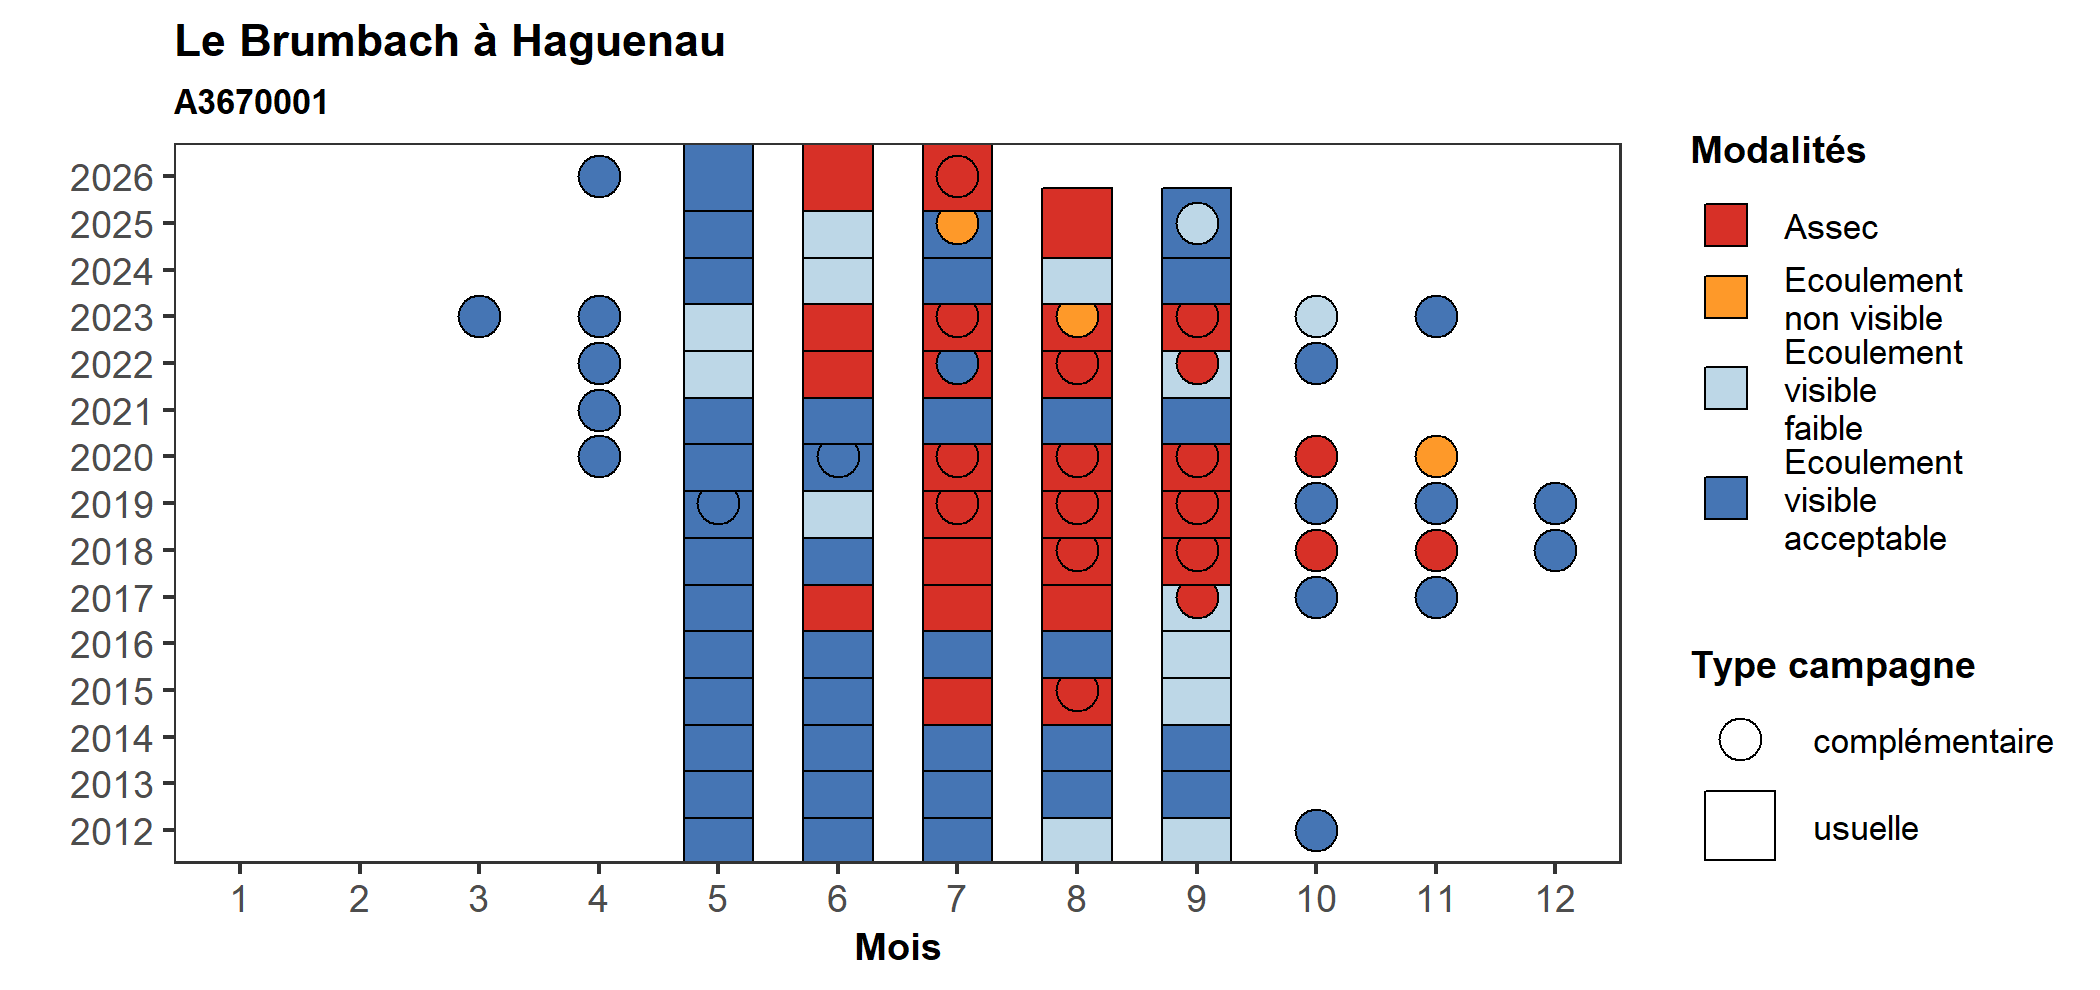 Le Brumbach à Haguenau
A3670001
2026
2025
2024
2023
2022
2021
2020
2019
2018
2017
2016
2015
2014
2013
2012
1 2 3 4 5 6 7 8 9 10 11 12
Mois
Modalités
Assec
Ecoulement
non visible
Ecoulement
visible
faible
Ecoulement
visible
acceptable
Type campagne
complémentaire
usuelle